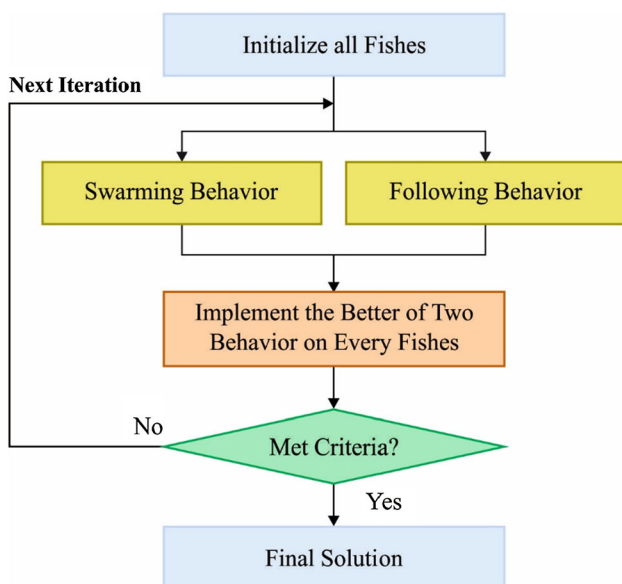 Initialize all Fishes
Next Iteration
Swarming Behavior
Following Behavior
Implement the Better of Two
Behavior on Every Fishes
No
Met Criteria?
Yes
Final Solution